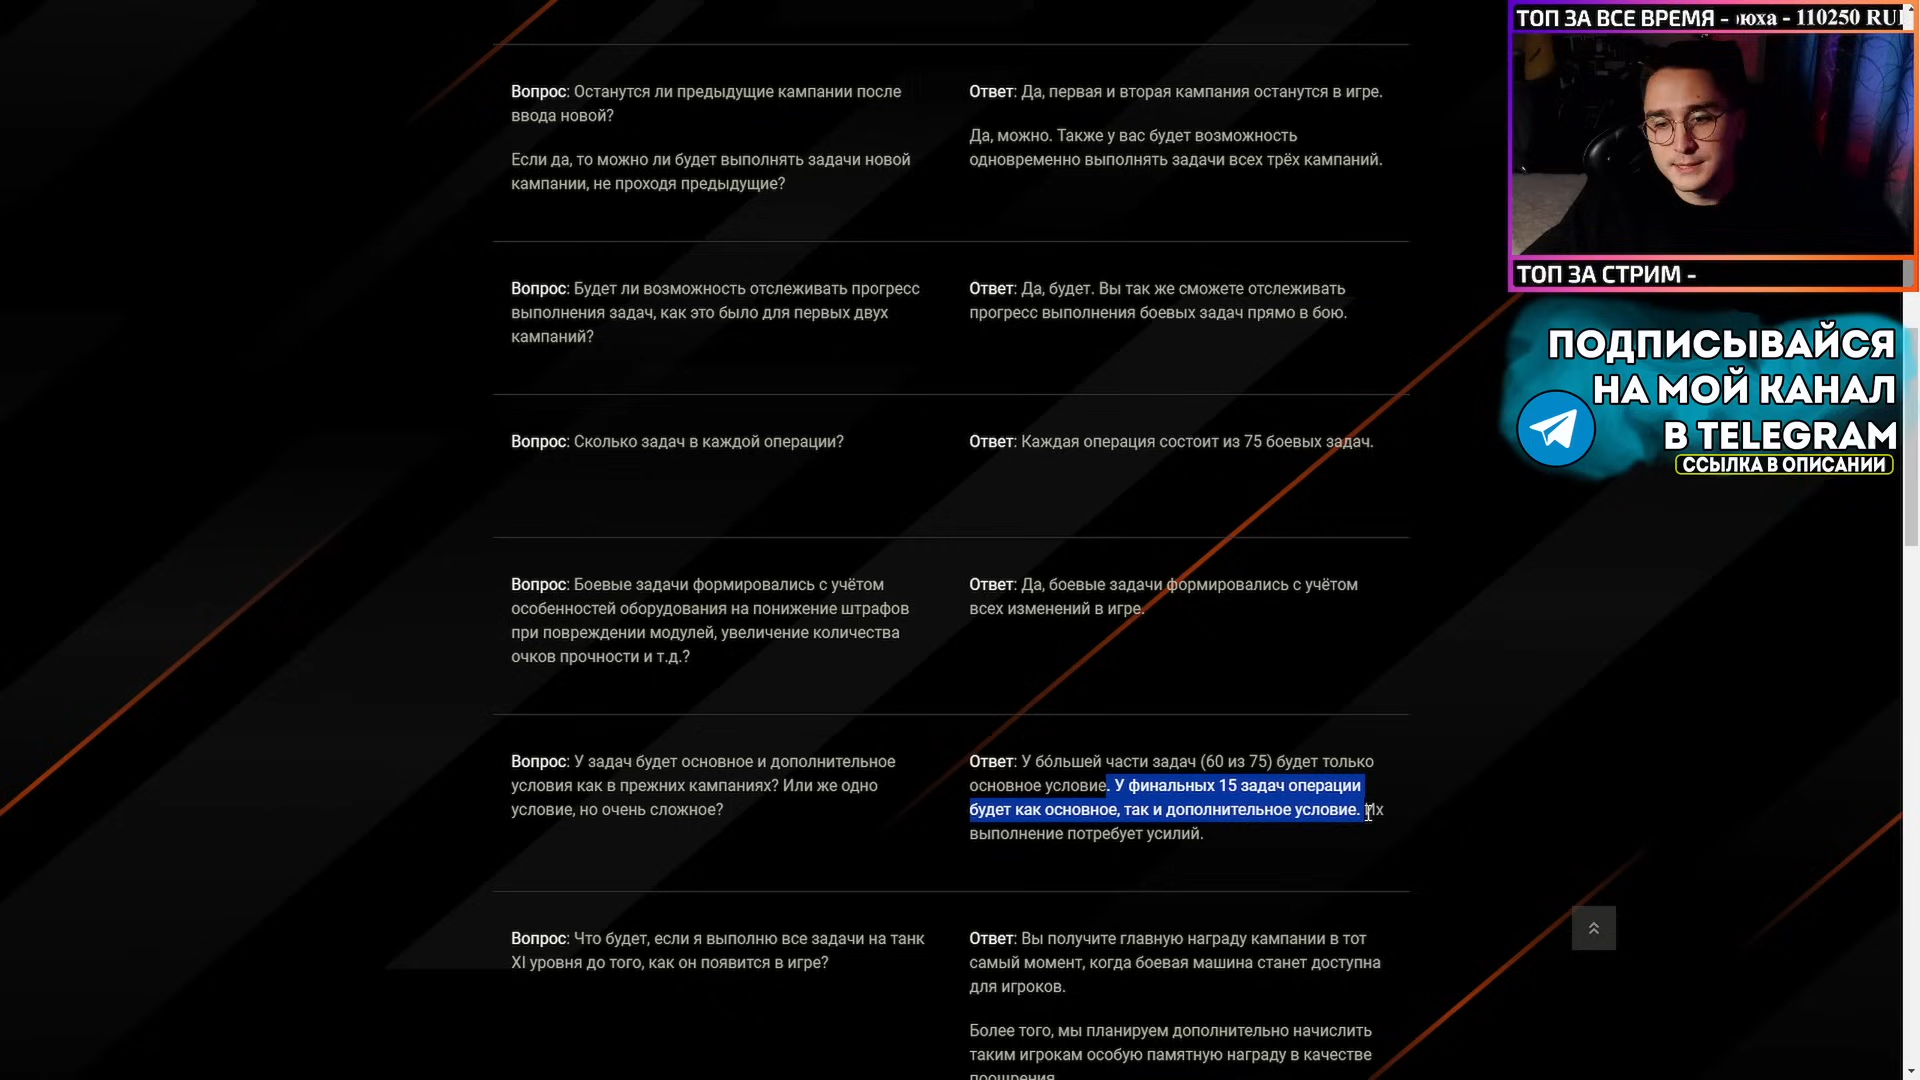 ТОП ЗА ВСЕ ВРЕМЯ - юха - 110250 RU
Вопрос: Останутся ли предыдущие кампании после
ввода новой?
Если да, то можно ли будет выполнять задачи новой
кампании, не проходя предыдущие?
Ответ: Да, первая и вторая кампания останутся в игре.
Да, можно. Также у вас будет возможность
одновременно выполнять задачи всех трёх кампаний.
ТОП ЗА СТРИМ -
Вопрос: Будет ли возможность отслеживать прогресс
выполнения задач, как это было для первых двух
кампаний?
Ответ: Да, будет. Вы так же сможете отслеживать
прогресс выполнения боевых задач прямо в бою.
ПОДПИСЫВАЙСЯ
НА МОЙ КАНАЛ
В TELEGRAM
ССЫЛКА В ОПИСАНИИ
Вопрос: Сколько задач в каждой операции?
Ответ: Каждая операция состоит из 75 боевых задач.
Вопрос: Боевые задачи формировались с учётом
особенностей оборудования на понижение штрафов
при повреждении модулей, увеличение количества
очков прочности и т.д.?
Ответ: Да, боевые задачи формировались с учётом
всех изменений в игре.
Вопрос: У задач будет основное и дополнительное
условия как в прежних кампаниях? Или же одно
условие, но очень сложное?
Ответ: У бо́льшей части задач (60 из 75) будет только
основное условие. У финальных 15 задач операции
будет как основное, так и дополнительное условие. Их
выполнение потребует усилий.
Вопрос: Что будет, если я выполню все задачи на танк
XI уровня до того, как он появится в игре?
Ответ: Вы получите главную награду кампании в тот
самый момент, когда боевая машина станет доступна
для игроков.
Более того, мы планируем дополнительно начислить
таким игрокам особую памятную награду в качестве
поощрения.